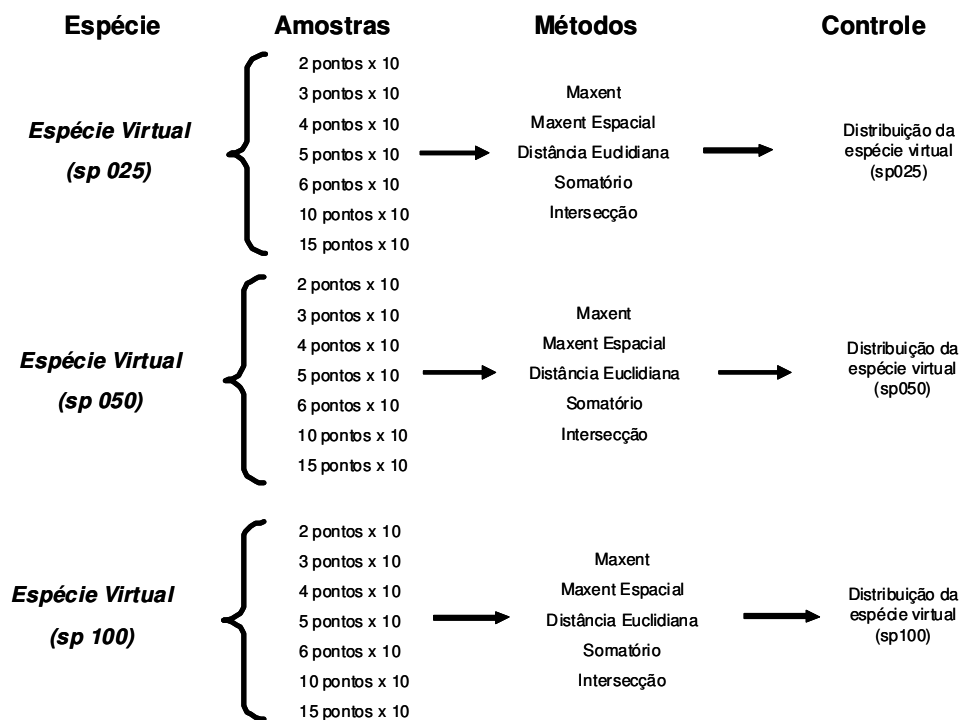 Espécie Amostras Métodos Controle
Espécie Virtual
(sp 025)
2 pontos x 10
3 pontos x 10
4 pontos x 10
5 pontos x 10
6 pontos x 10
10 pontos x 10
15 pontos x 10
Maxent
Maxent Espacial
Distância Euclidiana
Somatório
Intersecção
Distribuição da
espécie virtual
(sp025)
Espécie Virtual
(sp 050)
2 pontos x 10
3 pontos x 10
4 pontos x 10
5 pontos x 10
6 pontos x 10
10 pontos x 10
15 pontos x 10
Maxent
Maxent Espacial
Distância Euclidiana
Somatório
Intersecção
Distribuição da
espécie virtual
(sp050)
Espécie Virtual
(sp 100)
2 pontos x 10
3 pontos x 10
4 pontos x 10
5 pontos x 10
6 pontos x 10
10 pontos x 10
15 pontos x 10
Maxent
Maxent Espacial
Distância Euclidiana
Somatório
Intersecção
Distribuição da
espécie virtual
(sp100)